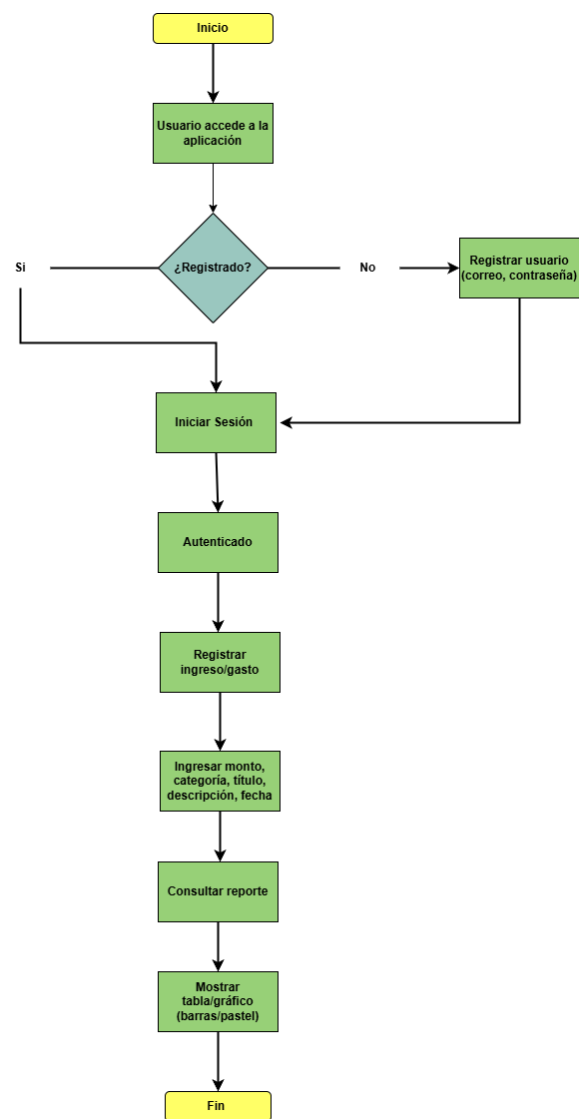 Inicio
Usuario accede a la
aplicación
¿Registrado?
Si
No
Registrar usuario
(correo, contraseña)
Iniciar Sesión
Autenticado
Registrar
ingreso/gasto
Ingresar monto,
categoría, título,
descripción, fecha
Consultar reporte
Mostrar
tabla/gráfico
(barras/pastel)
Fin